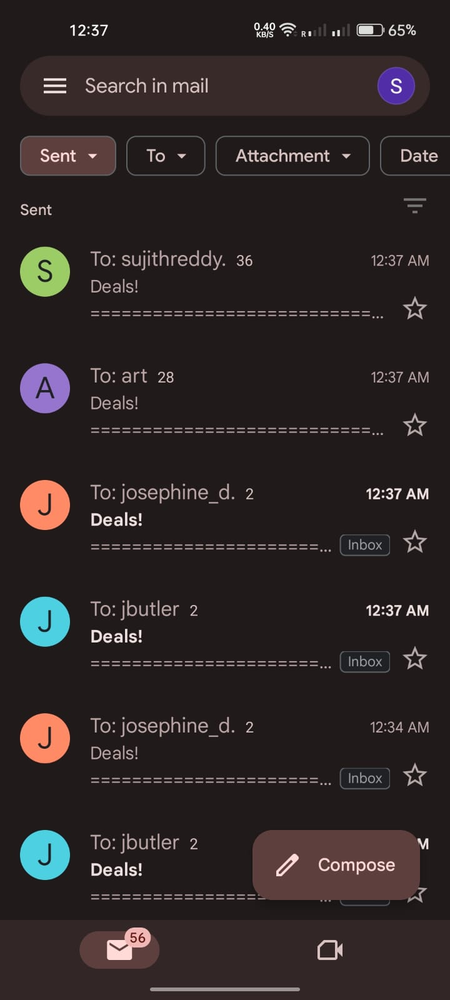 12:37
0.40
KB/S
R
65%
Search in mail
S
Sent
To
Attachment
Date
Sent
S
To: sujithreddy. 36
12:37 AM
Deals!
===========================...
A
To: art 28
12:37 AM
Deals!
===========================...
J
To: josephine_d. 2
12:37 AM
Deals!
======================...
Inbox
J
To: jbutler 2
12:37 AM
Deals!
======================...
Inbox
J
To: josephine_d. 2
12:34 AM
Deals!
======================...
Inbox
J
To: jbutler 2
M
Deals!
=================...
Compose
56